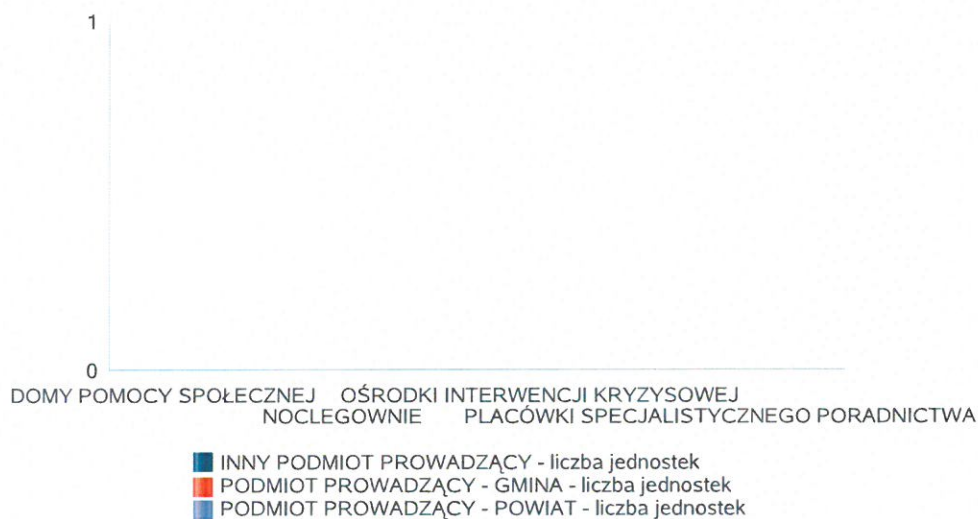 1
0
DOMY POMOCY SPOŁECZNEJ OŚRODKI INTERWENCJI KRYZYSOWEJ
NOCLEGOWNIE PLACÓWKI SPECJALISTYCZNEGO PORADNICTWA
INNY PODMIOT PROWADZĄCY - liczba jednostek
PODMIOT PROWADZĄCY - GMINA - liczba jednostek
PODMIOT PROWADZĄCY - POWIAT - liczba jednostek